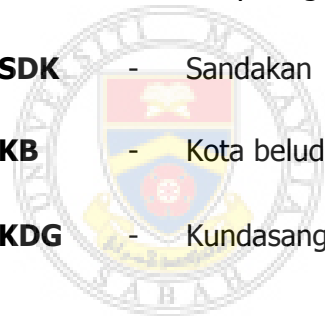 SDK - Sandakan
KB - Kota belud
KDG - Kundasang